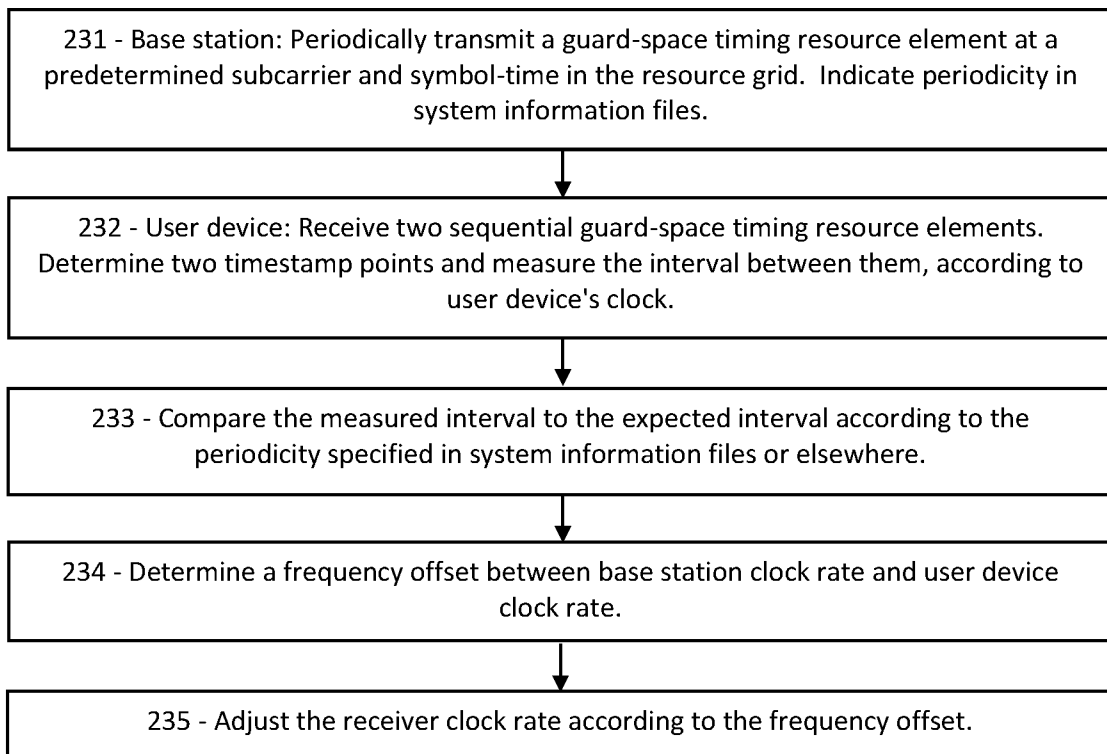 231 - Base station: Periodically transmit a guard-space timing resource element at a
predetermined subcarrier and symbol-time in the resource grid.  Indicate periodicity in
system information files.
232 - User device: Receive two sequential guard-space timing resource elements.
Determine two timestamp points and measure the interval between them, according to
user device's clock.
233 - Compare the measured interval to the expected interval according to the
periodicity specified in system information files or elsewhere.
234 - Determine a frequency offset between base station clock rate and user device
clock rate.
235 - Adjust the receiver clock rate according to the frequency offset.